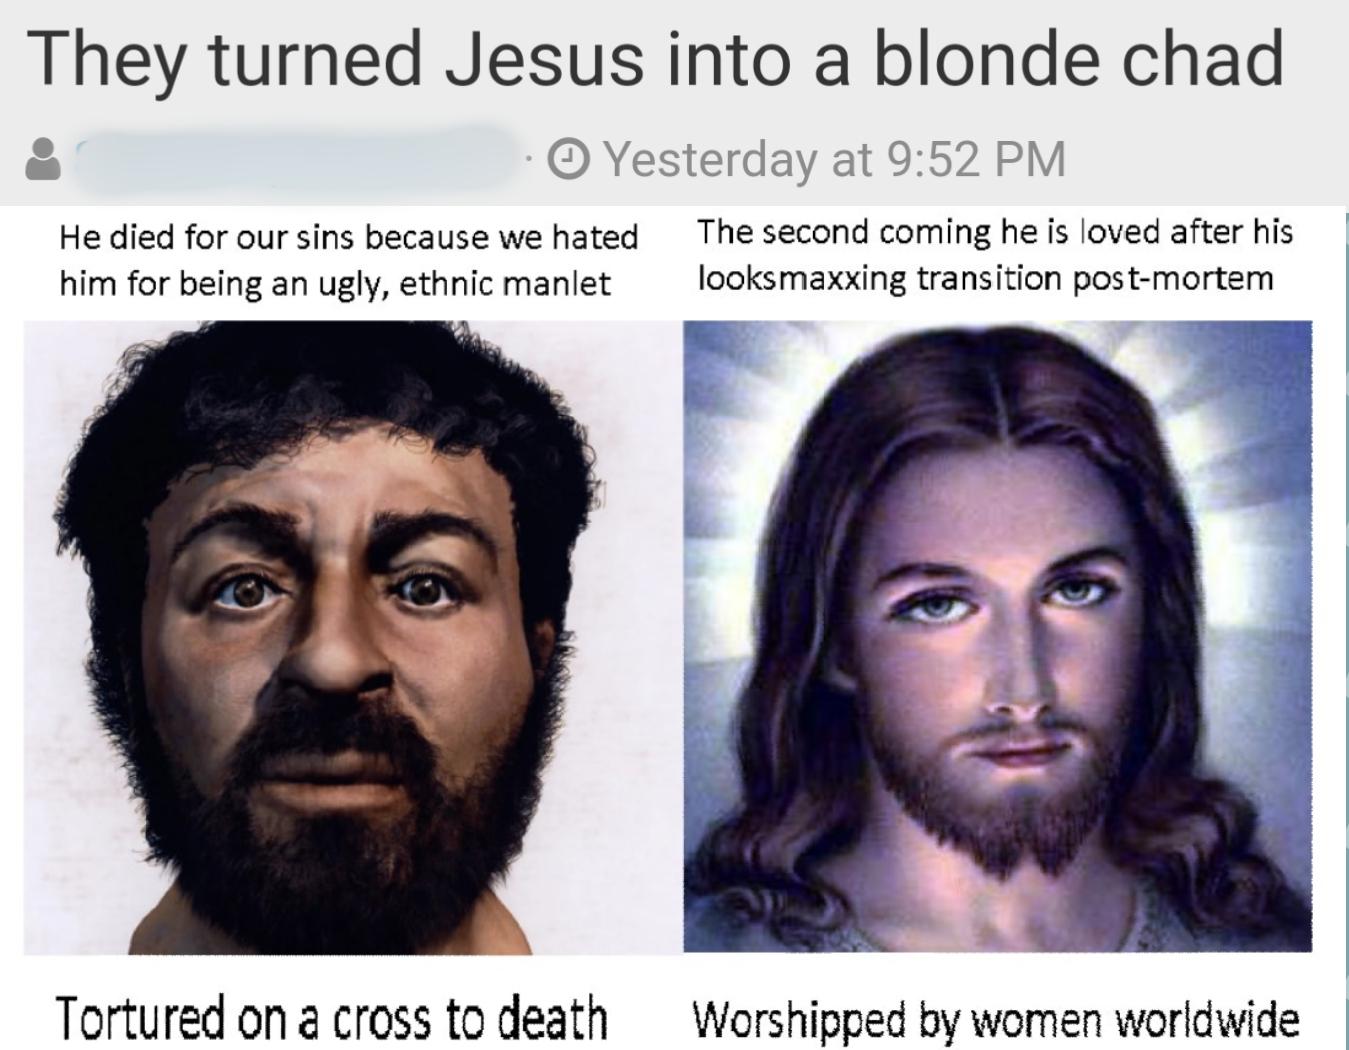 They turned Jesus into a blonde chad
· Yesterday at 9:52 PM
He died for our sins because we hated
him for being an ugly, ethnic manlet
The second coming he is loved after his
looksmaxxing transition post-mortem
Tortured on a cross to death
Worshipped by women worldwide